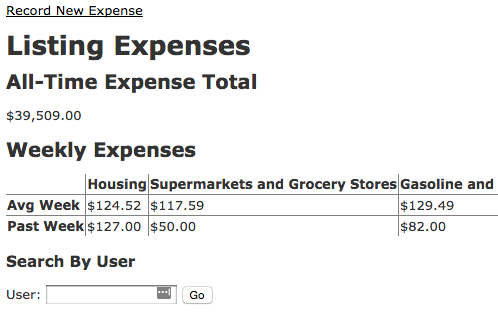 Record New Expense
Listing Expenses
All-Time Expense Total
$39,509.00
Weekly Expenses
Housing Supermarkets and Grocery Stores Gasoline and
Avg Week $124.52 $117.59 $129.49
Past Week $127.00 $50.00 $82.00
Search By User
User: Go